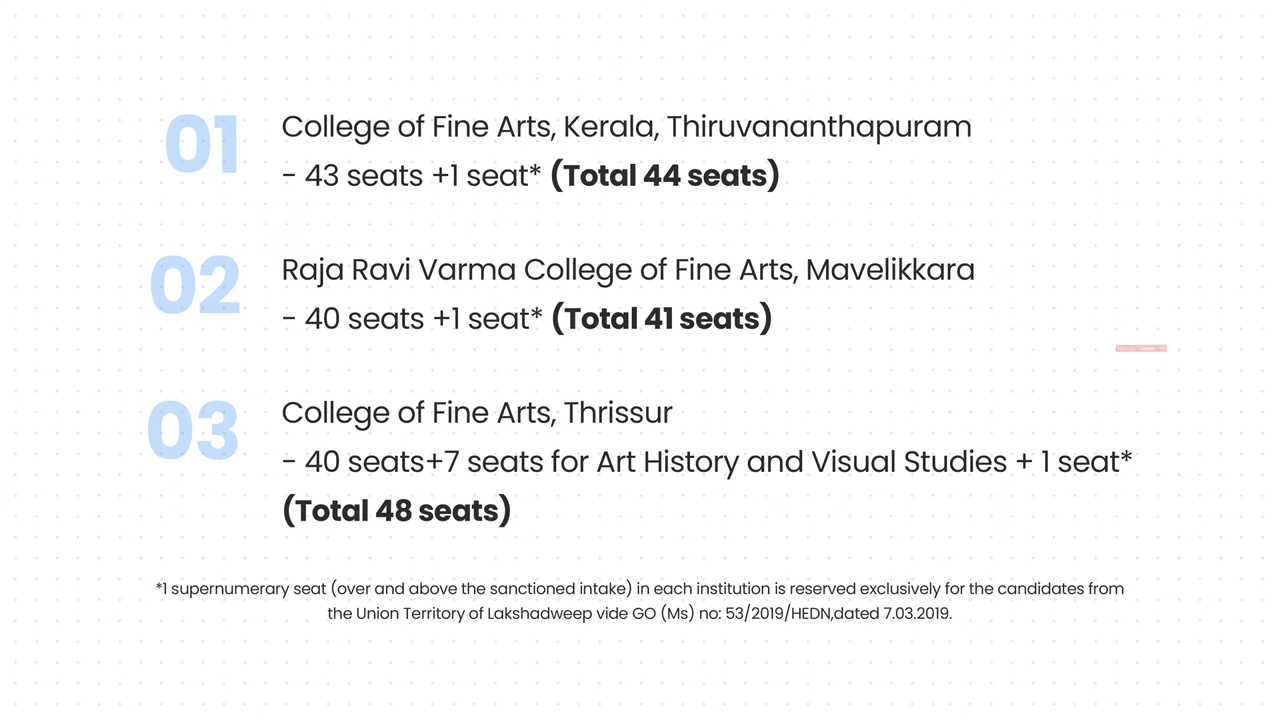 01
College of Fine Arts, Kerala, Thiruvananthapuram
- 43 seats +1 seat* (Total 44 seats)
02
Raja Ravi Varma College of Fine Arts, Mavelikkara
- 40 seats +1 seat* (Total 41 seats)
03
College of Fine Arts, Thrissur
- 40 seats+7 seats for Art History and Visual Studies + 1 seat*
(Total 48 seats)
*1 supernumerary seat (over and above the sanctioned intake) in each institution is reserved exclusively for the candidates from
the Union Territory of Lakshadweep vide GO (Ms) no: 53/2019/HEDN,dated 7.03.2019.